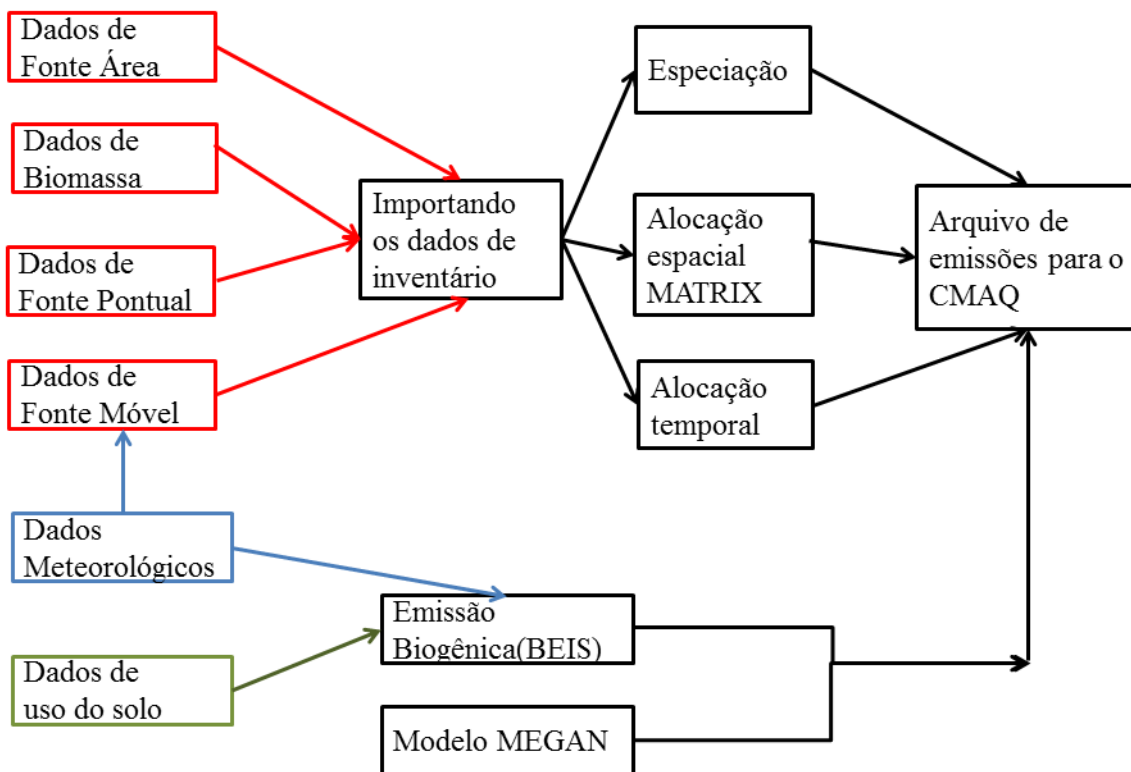 Dados de
Fonte Área
Dados de
Biomassa
Dados de
Fonte Pontual
Dados de
Fonte Móvel
Dados
Meteorológicos
Dados de
uso do solo
Importando
os dados de
inventário
Emissão
Biogênica(BEIS)
Modelo MEGAN
Especiação
Alocação
espacial
MATRIX
Alocação
temporal
Arquivo de
emissões para o
CMAQ